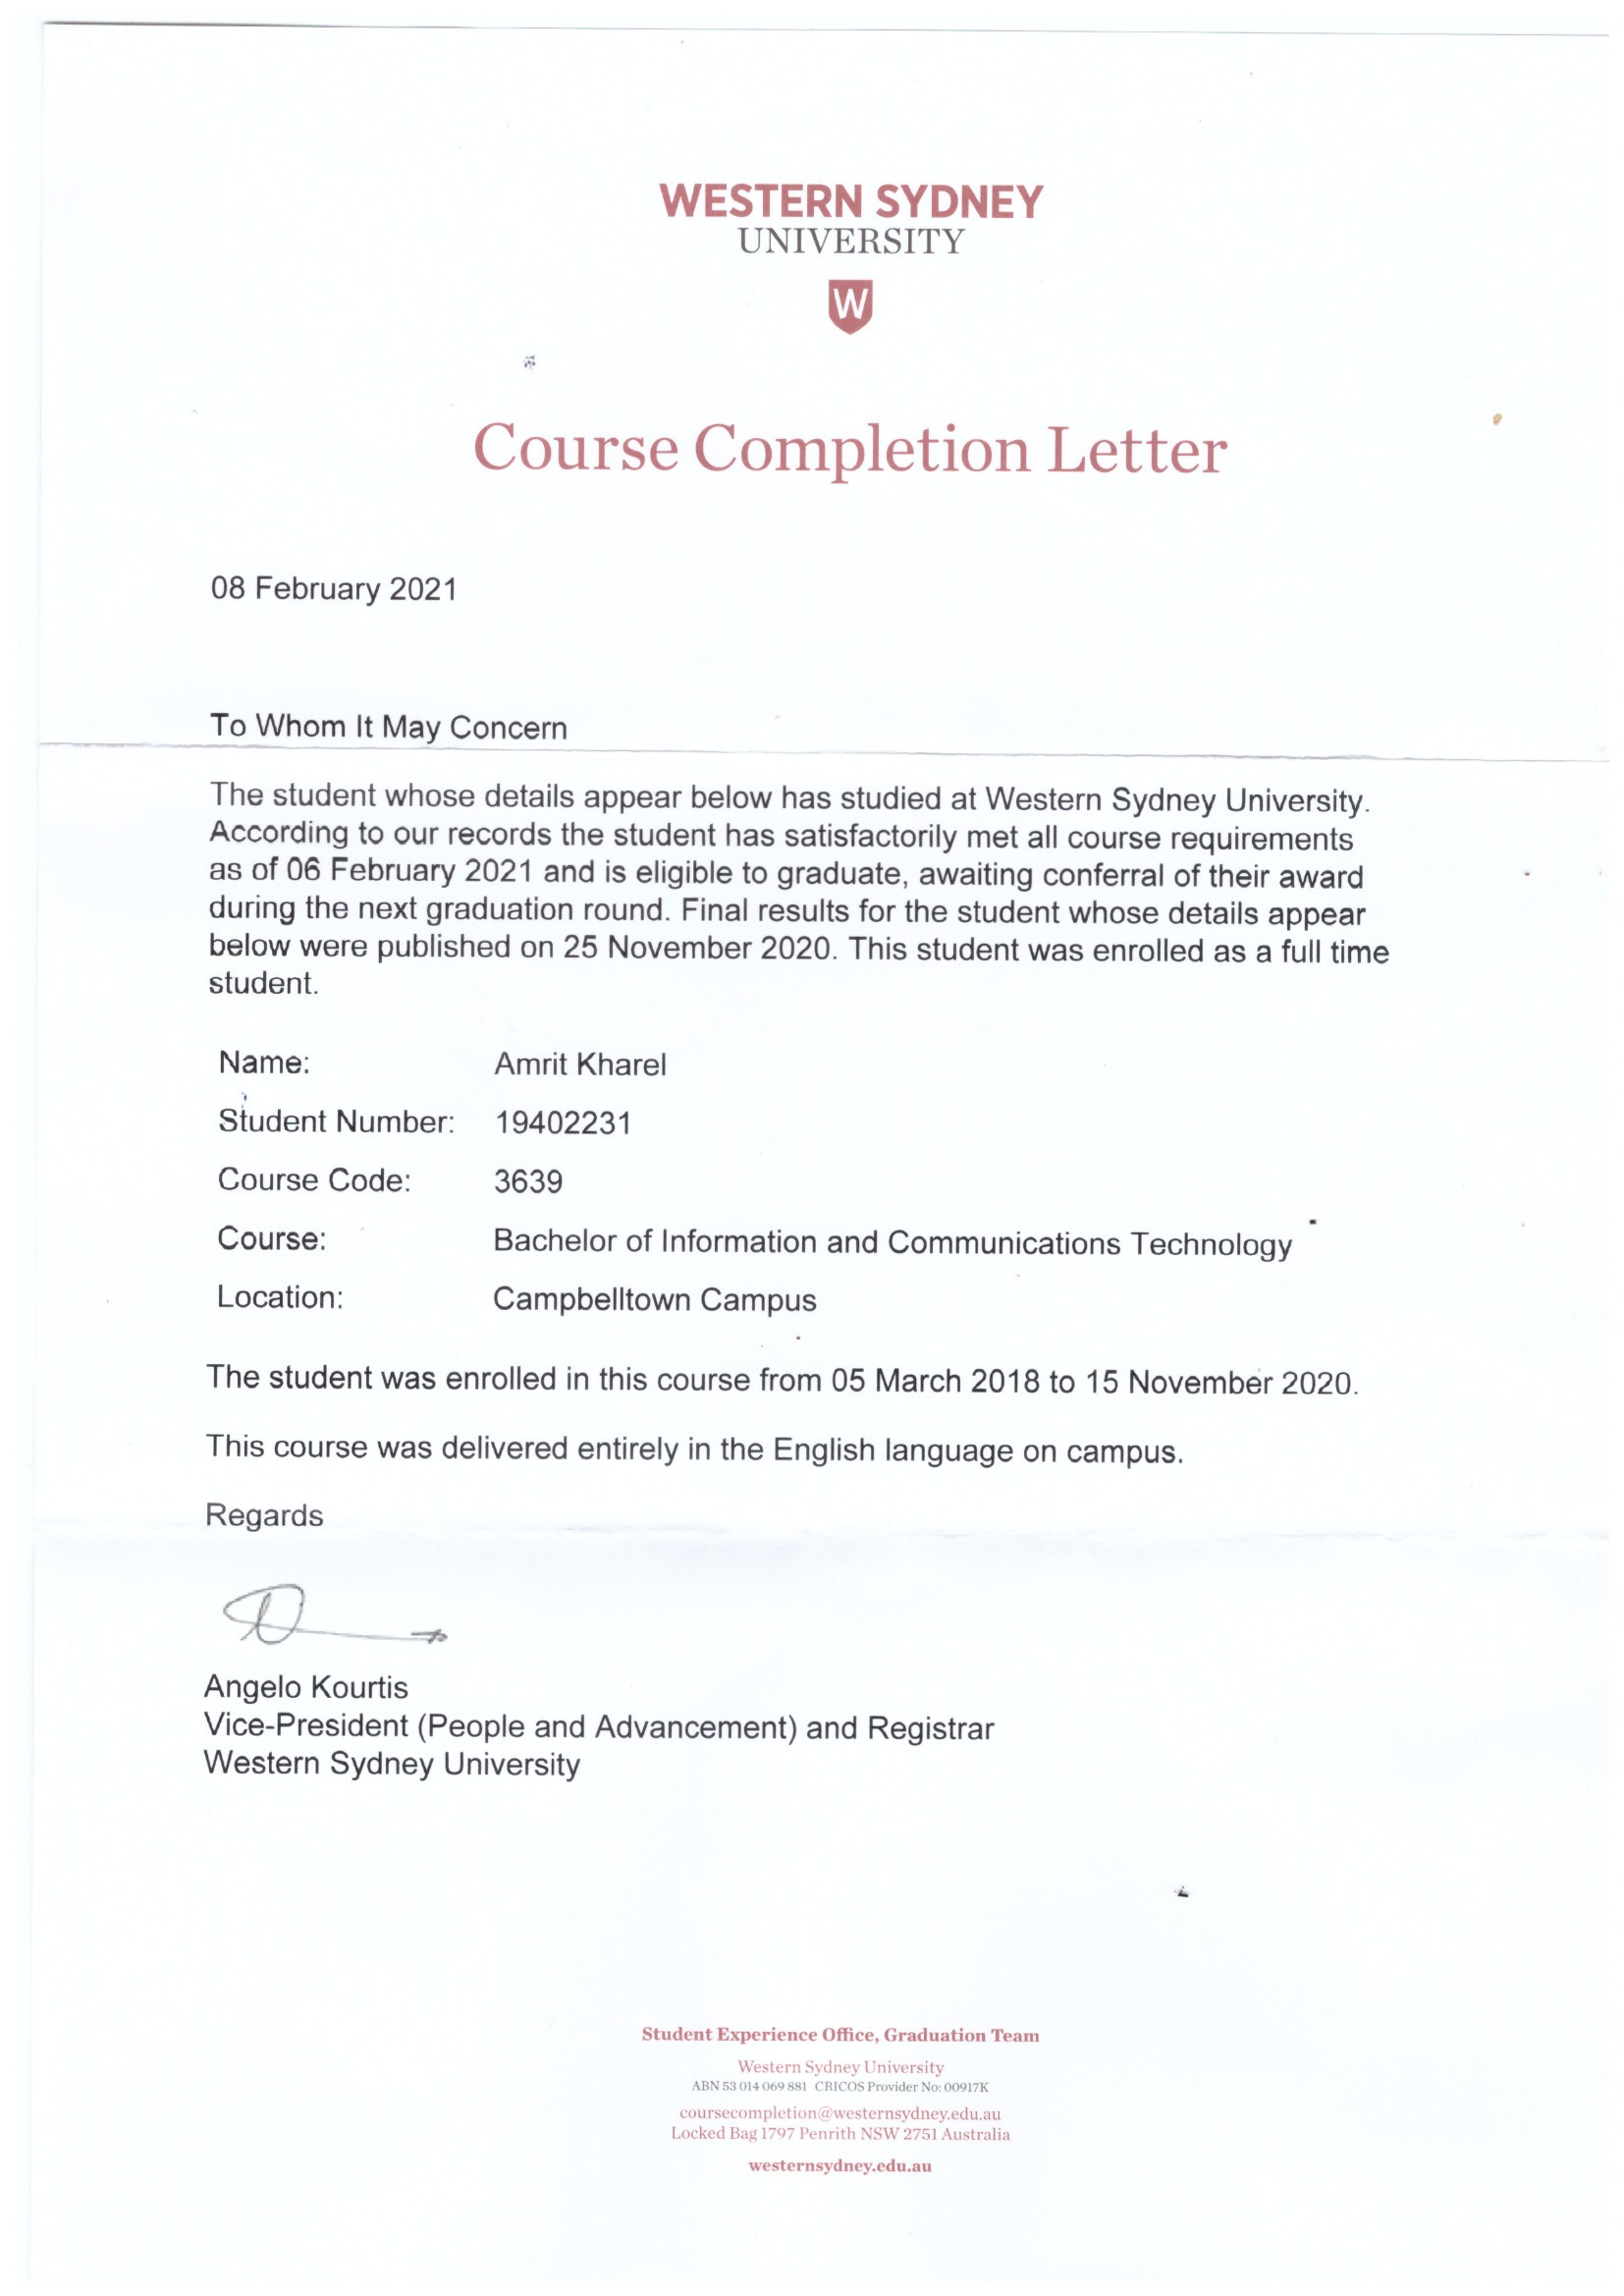 WESTERN SYDNEY
UNIVERSITY
W
Course Completion Letter
08 February 2021
To Whom It May Concern
The student whose details appear below has studied at Western Sydney University.
According to our records the student has satisfactorily met all course requirements
as of 06 February 2021 and is eligible to graduate, awaiting conferral of their award
during the next graduation round. Final results for the student whose details appear
below were published on 25 November 2020. This student was enrolled as a full time
student.
Name: Amrit Kharel
Student Number: 19402231
Course Code: 3639
Course: Bachelor of Information and Communications Technology
Location: Campbelltown Campus
The student was enrolled in this course from 05 March 2018 to 15 November 2020.
This course was delivered entirely in the English language on campus.
Regards
Angelo Kourtis
Vice-President (People and Advancement) and Registrar
Western Sydney University
Student Experience Office, Graduation Team
Western Sydney University
ABN 53 014 069 881 CRICOS Provider No: 00917K
coursecompletion@westernsydney.edu.au
Locked Bag 1797 Penrith NSW 2751 Australia
westernsydney.edu.au